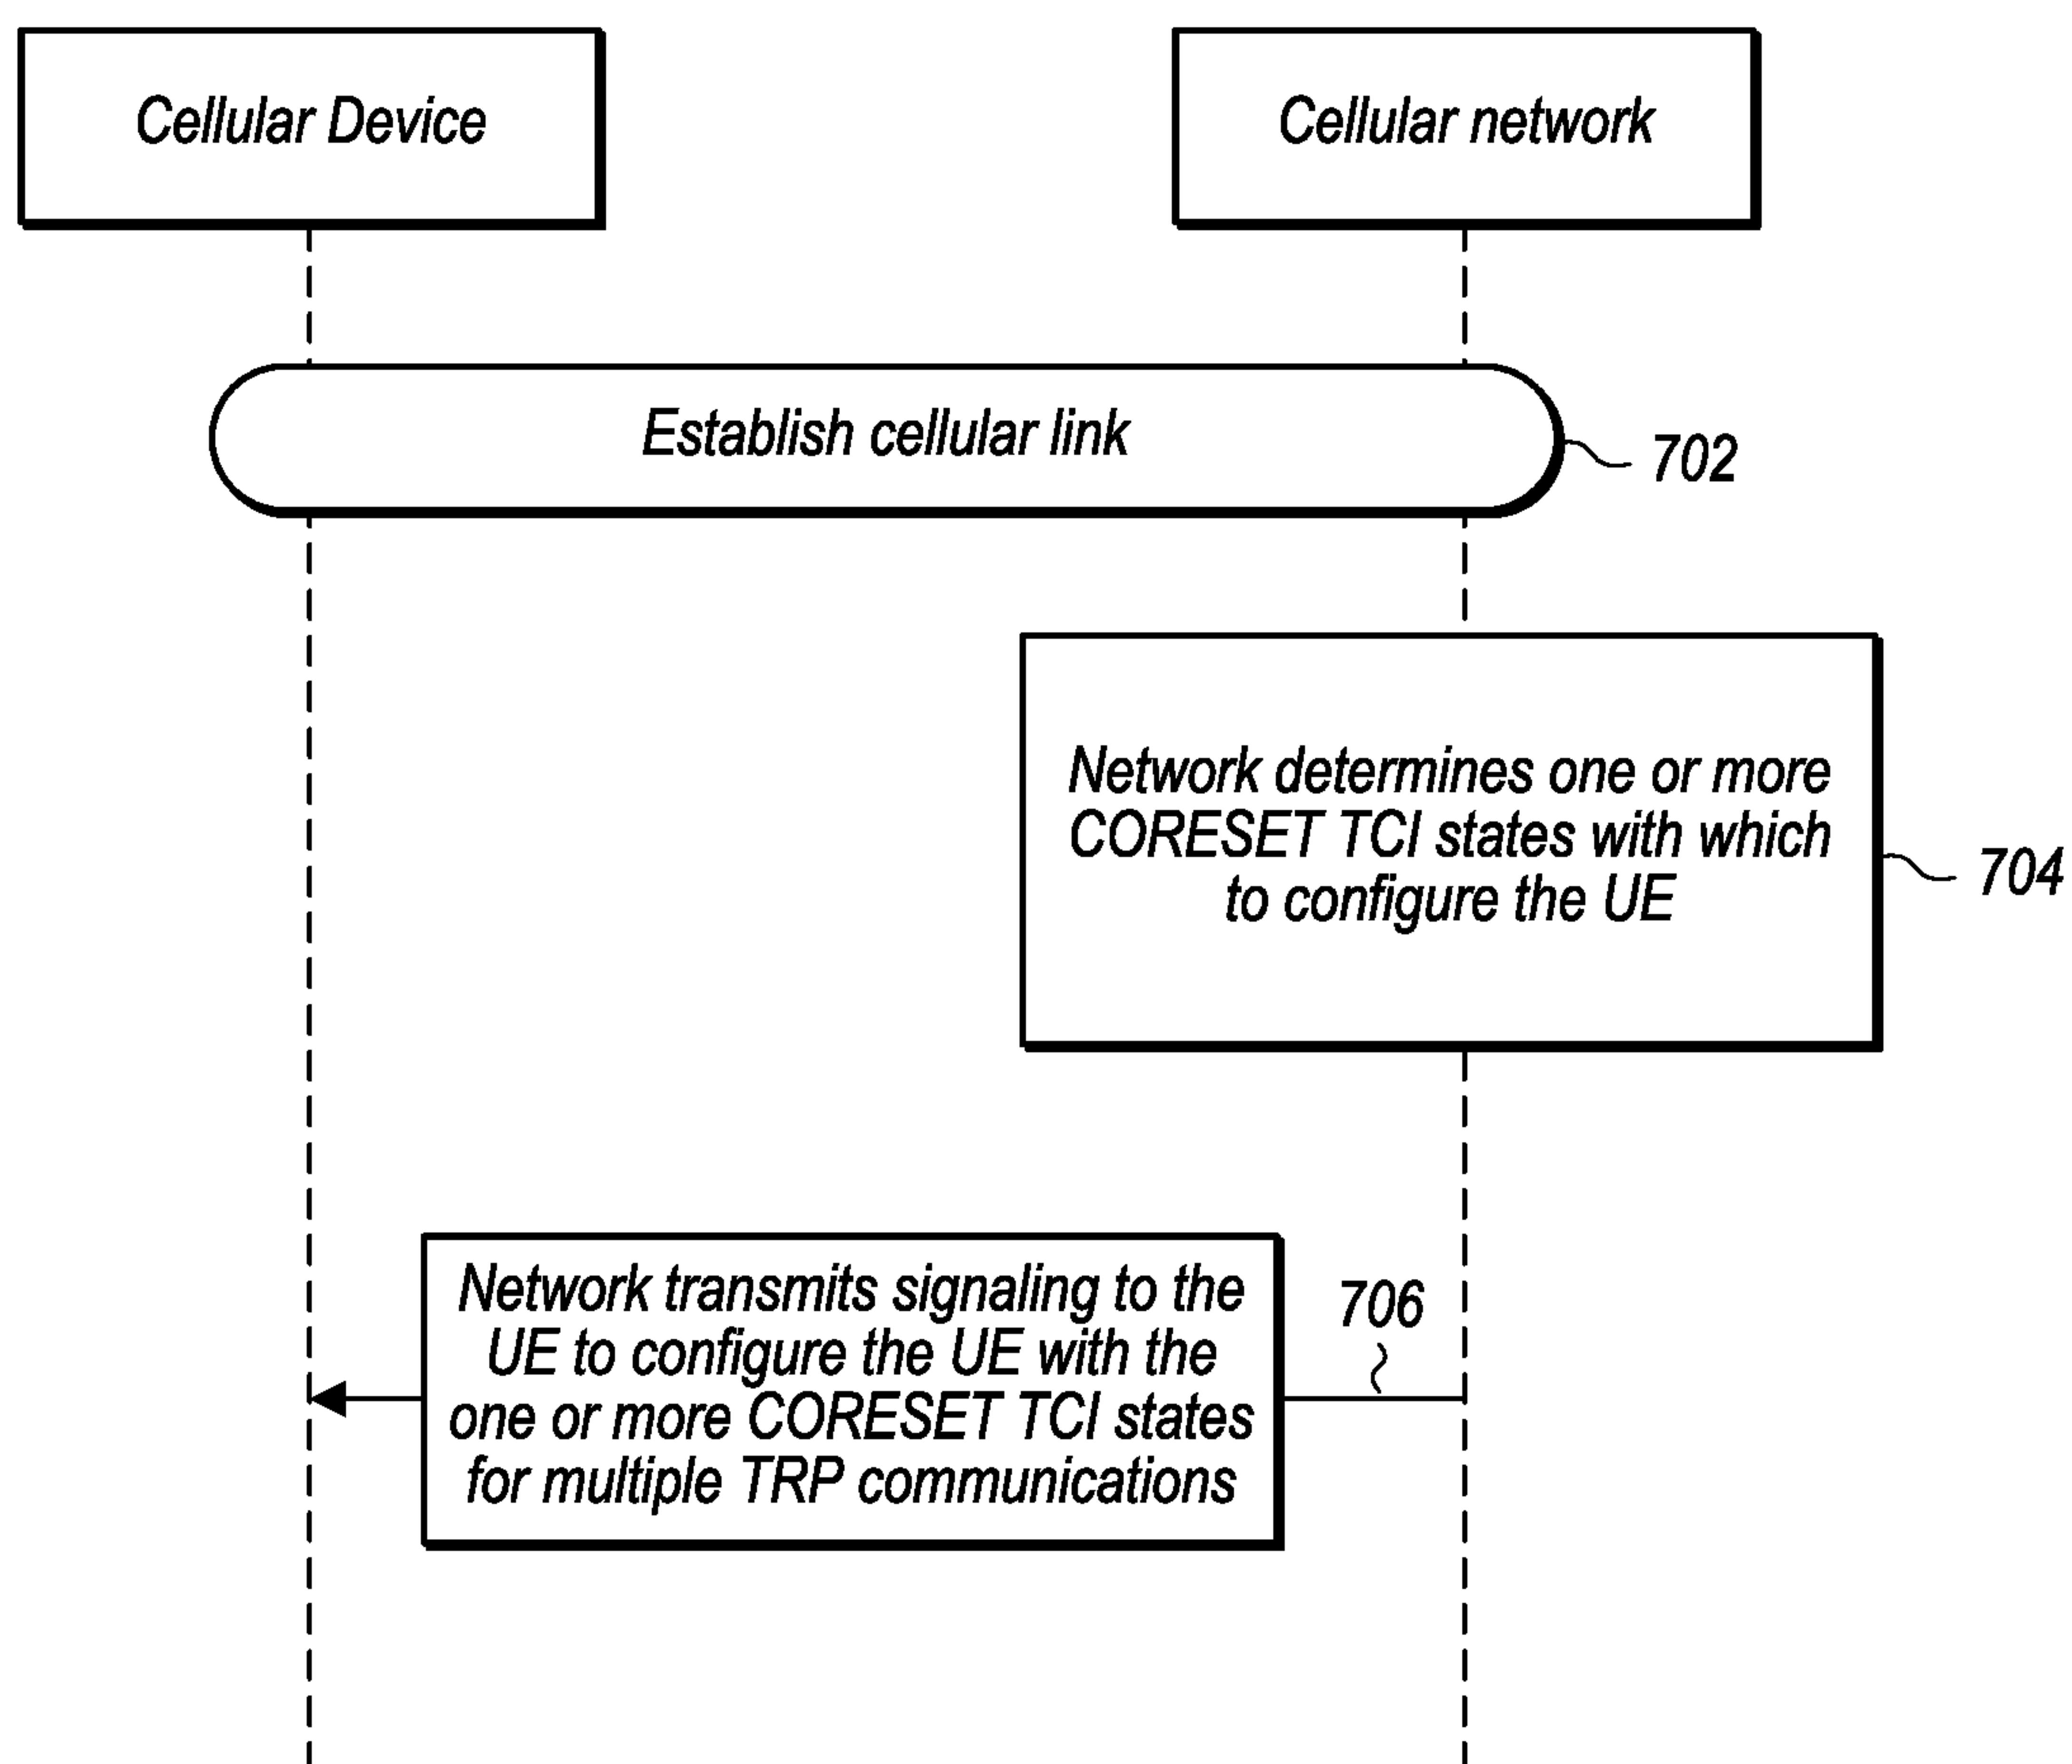 Cellular Device
Cellular network
Establish cellular link
702
Network determines one or more
CORESET TCI states with which
to configure the UE
704
Network transmits signaling to the
UE to configure the UE with the
one or more CORESET TCI states
for multiple TRP communications
706